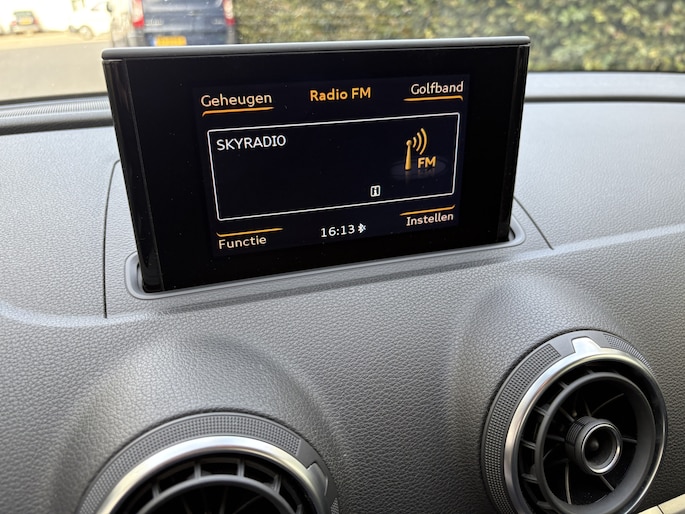 Geheugen Radio FM Golfband
SKYRADIO
FM
i
Functie 16:13 Instellen